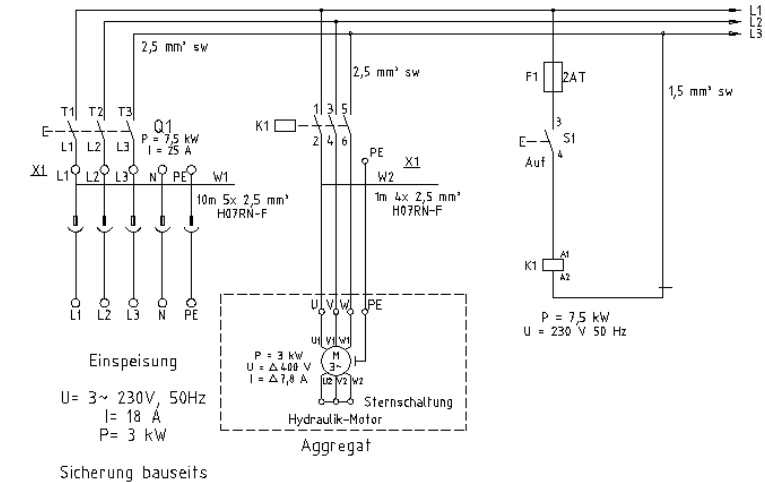 L1
L2
L3
2,5 mm² sw
2,5 mm² sw
F1 2AT
1,5 mm² sw
T1 T2 T3
Q1
P = 7,5 kW
I = 25 A
L1 L2 L3
K1
1 3 5
2 4 6
3
S1
4
Auf
PE
X1
X1
L1 L2 L3 N PE
W1
10m 5x 2,5 mm²
H07RN-F
W2
1m 4x 2,5 mm²
H07RN-F
K1
A1
A2
L1 L2 L3 N PE
U V W PE
P = 7,5 kW
U = 230 V 50 Hz
U1 V1 W1
M
3~
P = 3 kW
U = Δ400 V
I = Δ7,8 A
U2 V2 W2
Sternschaltung
Hydraulik-Motor
Aggregat
Einspeisung
U= 3~ 230V, 50Hz
I= 18 A
P= 3 kW
Sicherung bauseits